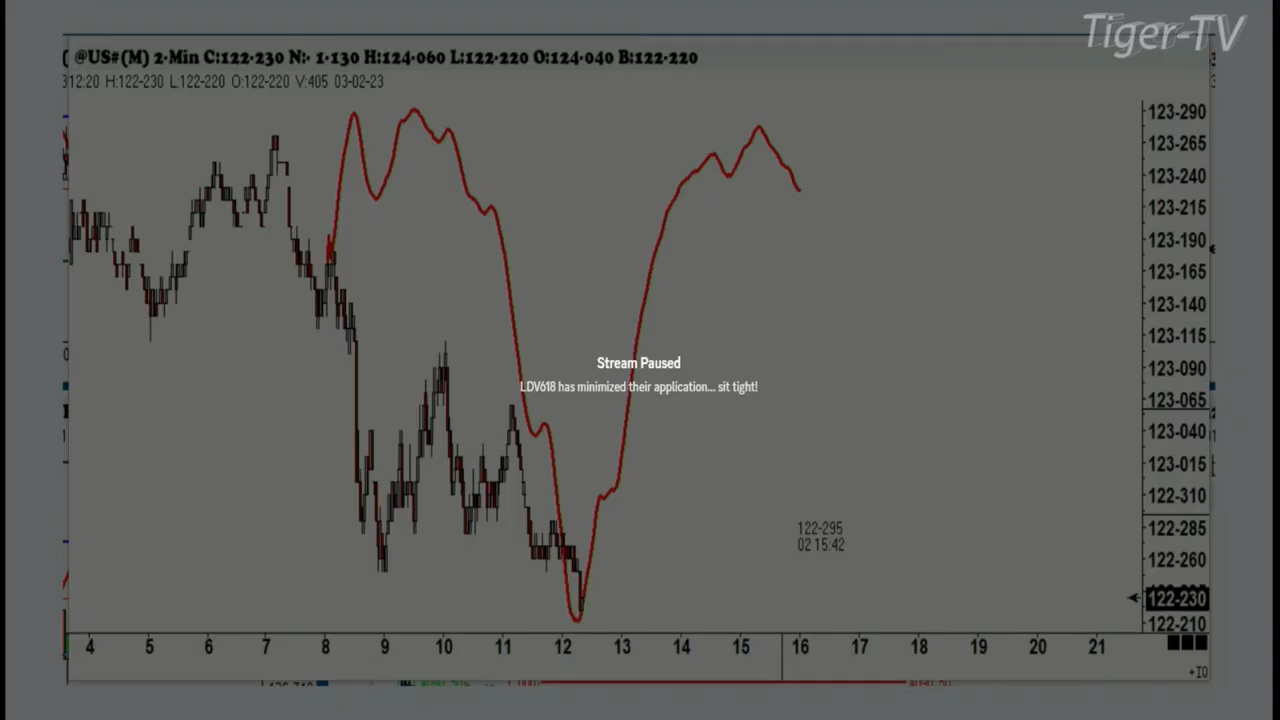 Tiger-TV
@US#(M) 2-Min C:122-230 N:- 1-130 H:124-060 L:122-220 O:124-040 B:122-220
312:20 H:122-230 L:122-220 O:122-220 V:405 03-02-23
123-290
123-265
123-240
123-215
123-190
123-165
123-140
123-115
123-090
123-065
123-040
123-015
122-310
122-285
122-260
122-230
122-210
Stream Paused
LDV618 has minimized their application... sit tight!
122-295
02 15:42
4 5 6 7 8 9 10 11 12 13 14 15 16 17 18 19 20 21
+TQ